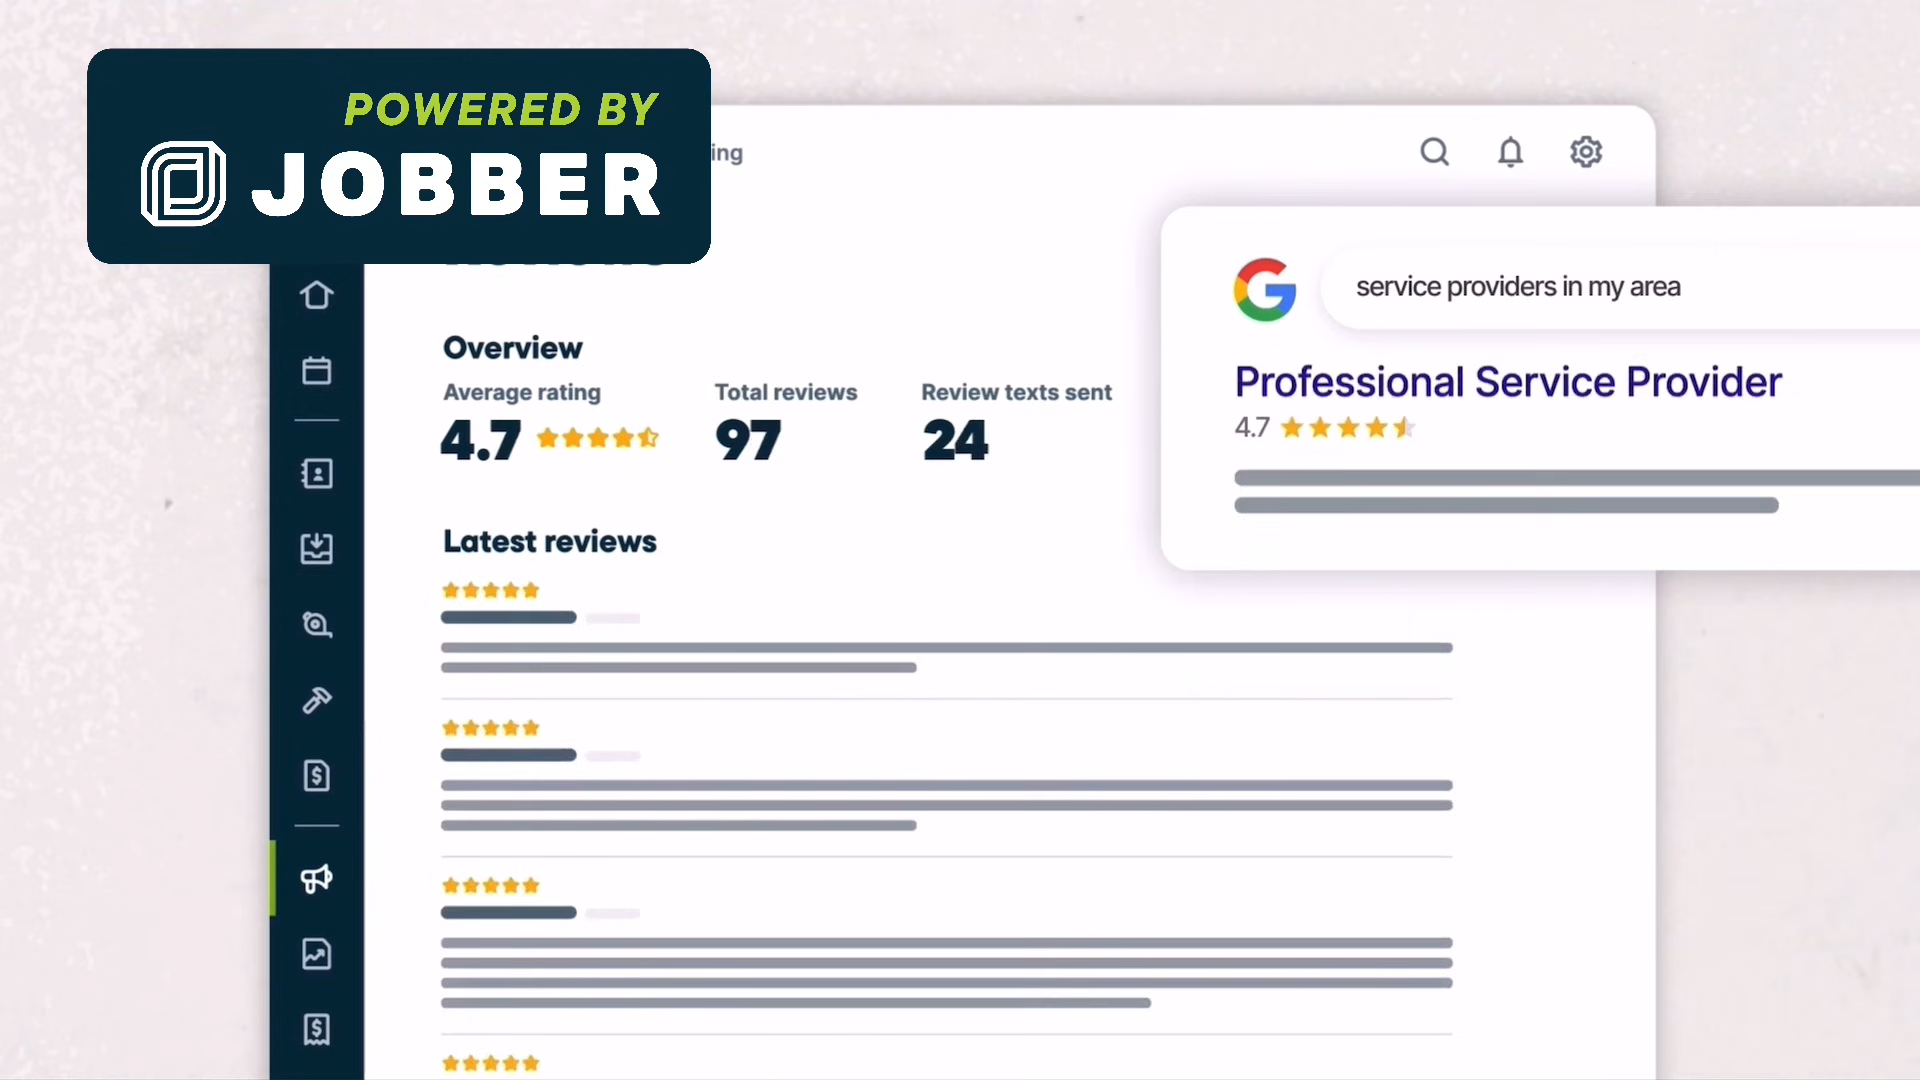 POWERED BY
JOBBER
ing
Overview
Average rating
4.7
Total reviews
97
Review texts sent
24
Latest reviews
service providers in my area
Professional Service Provider
4.7